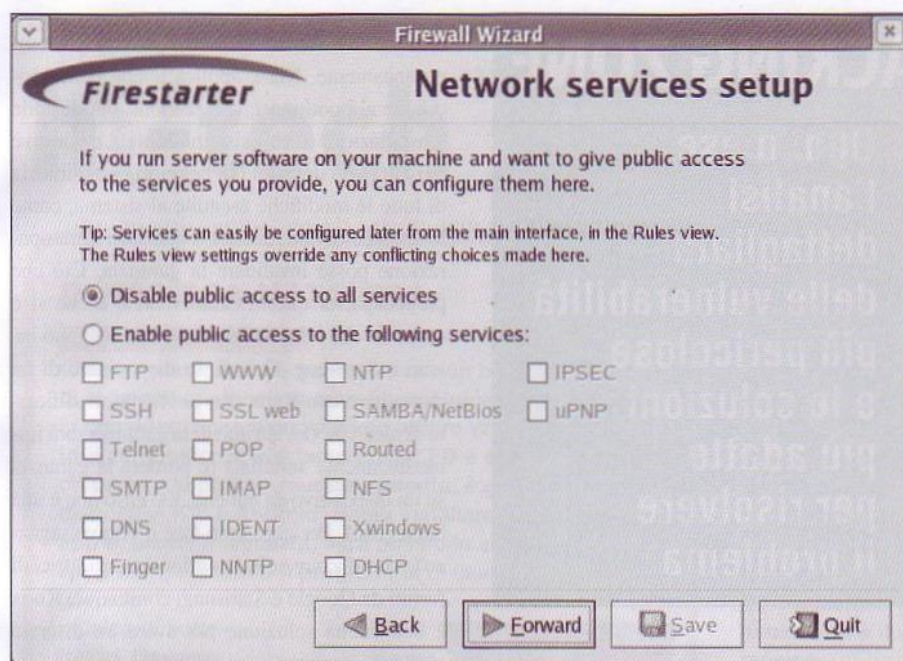 Firewall Wizard
Firestarter
Network services setup
If you run server software on your machine and want to give public access
to the services you provide, you can configure them here.
Tip: Services can easily be configured later from the main interface, in the Rules view.
The Rules view settings override any conflicting choices made here.
Disable public access to all services
Enable public access to the following services:
FTP WWW NTP IPSEC
SSH SSL web SAMBA/NetBios uPNP
Telnet POP Routed
SMTP IMAP NFS
DNS IDENT Xwindows
Finger NNTP DHCP
Back Forward Save Quit